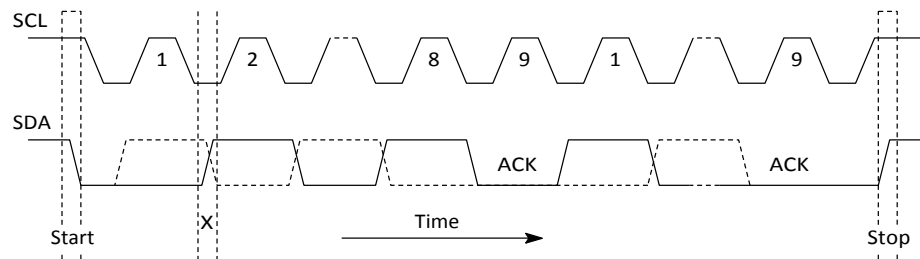 SCL
1 2 8 9 1 9
SDA
ACK ACK
X Time
Start Stop